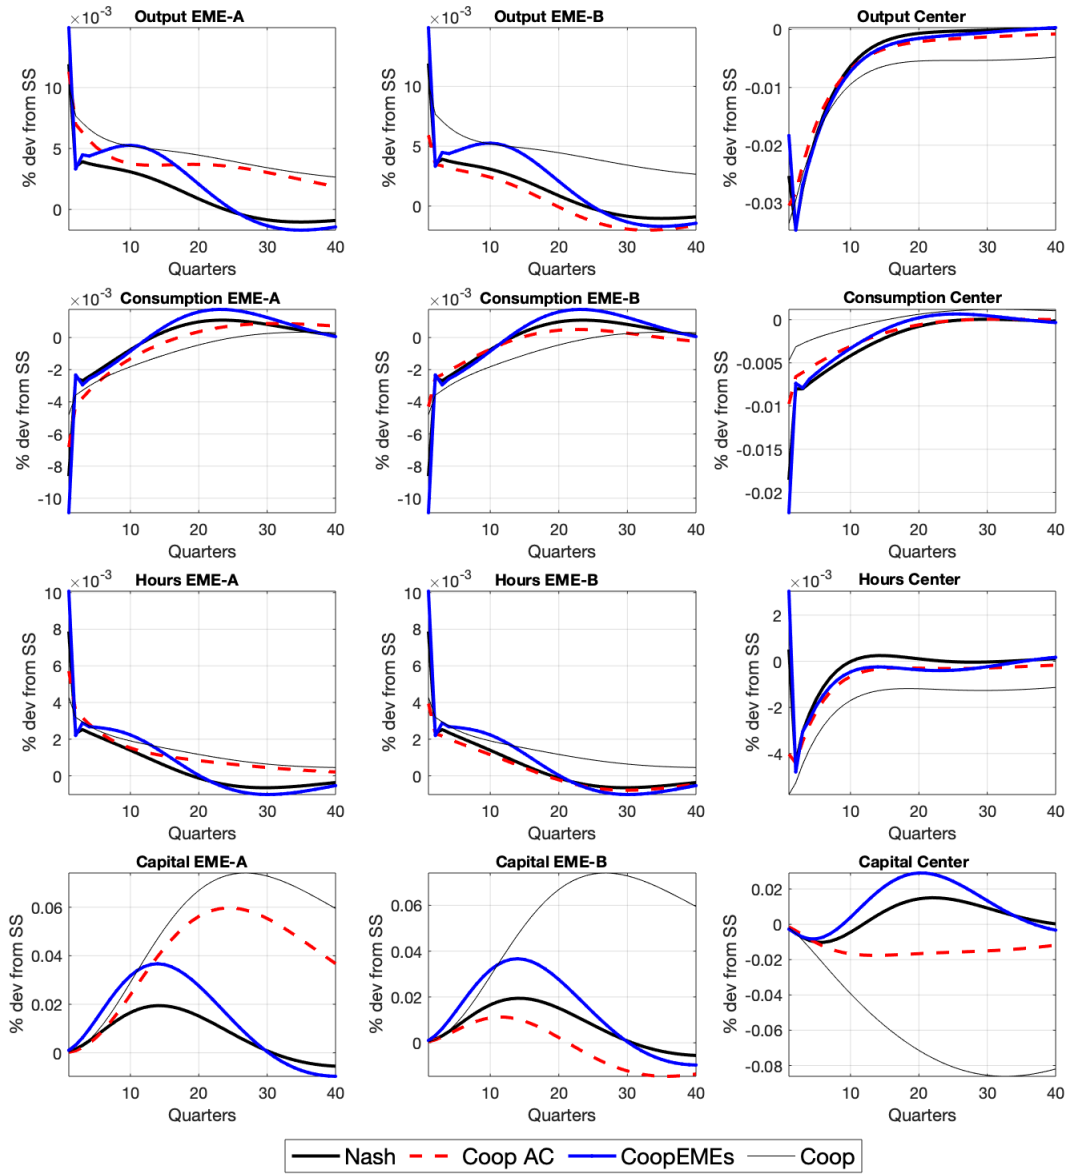 ×10⁻³ Output EME-A
% dev from SS
10
5
0
10 20 30 40
Quarters
×10⁻³ Output EME-B
% dev from SS
10
5
0
10 20 30 40
Quarters
Output Center
% dev from SS
0
-0.01
-0.02
-0.03
10 20 30 40
Quarters
×10⁻³ Consumption EME-A
% dev from SS
0
-2
-4
-6
-8
-10
10 20 30 40
Quarters
×10⁻³ Consumption EME-B
% dev from SS
0
-2
-4
-6
-8
-10
10 20 30 40
Quarters
Consumption Center
% dev from SS
0
-0.005
-0.01
-0.015
-0.02
10 20 30 40
Quarters
×10⁻³ Hours EME-A
% dev from SS
10
8
6
4
2
0
10 20 30 40
Quarters
×10⁻³ Hours EME-B
% dev from SS
10
8
6
4
2
0
10 20 30 40
Quarters
×10⁻³ Hours Center
% dev from SS
2
0
-2
-4
10 20 30 40
Quarters
Capital EME-A
% dev from SS
0.06
0.04
0.02
0
10 20 30 40
Quarters
Capital EME-B
% dev from SS
0.06
0.04
0.02
0
10 20 30 40
Quarters
Capital Center
% dev from SS
0.02
0
-0.02
-0.04
-0.06
-0.08
10 20 30 40
Quarters
Nash Coop AC CoopEMEs Coop